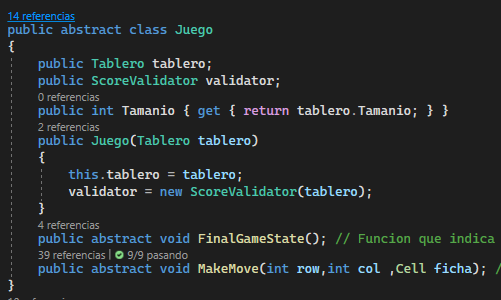 14 referencias
public abstract class Juego
{
public Tablero tablero;
public ScoreValidator validator;
0 referencias
public int Tamanio { get { return tablero.Tamanio; } }
2 referencias
public Juego(Tablero tablero)
{
this.tablero = tablero;
validator = new ScoreValidator(tablero);
}
4 referencias
public abstract void FinalGameState(); // Funcion que indica
39 referencias | 9/9 pasando
public abstract void MakeMove(int row,int col ,Cell ficha); /
}